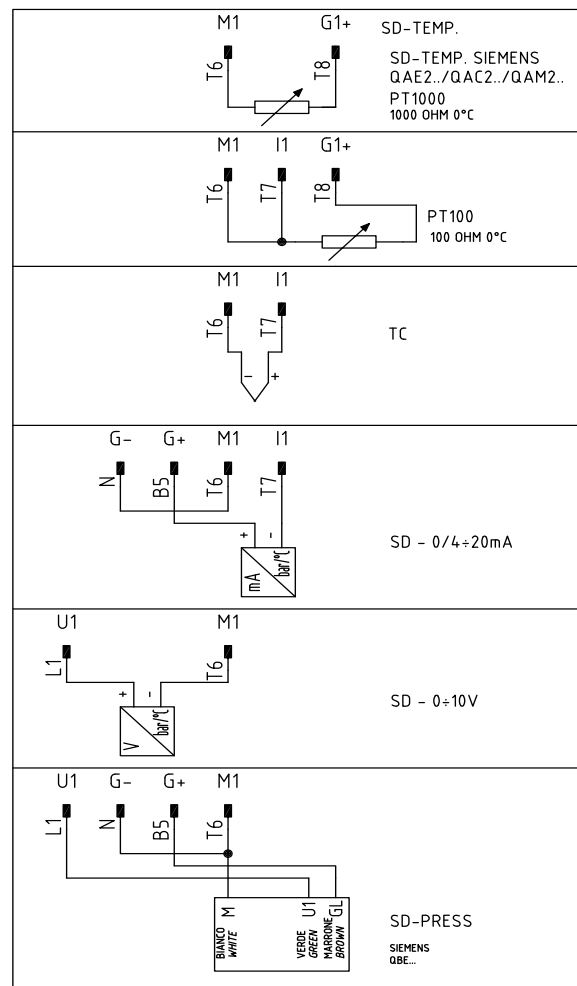 M1 G1+ SD-TEMP.
T6 T8
SD-TEMP. SIEMENS
QAE2../QAC2../QAM2..
PT1000
1000 OHM 0°C
M1 I1 G1+
T6 T7 T8
PT100
100 OHM 0°C
M1 I1
T6 T7
TC
- +
G- G+ M1 I1
N B5 T6 T7
+ -
mA bar/°C
SD - 0/4÷20mA
U1 M1
L1 T6
+ -
V bar/°C
SD - 0÷10V
U1 G- G+ M1
L1 N B5 T6
M U1 GL
BIANCO VERDE MARRONE
WHITE GREEN BROWN
SD-PRESS
SIEMENS
QBE...